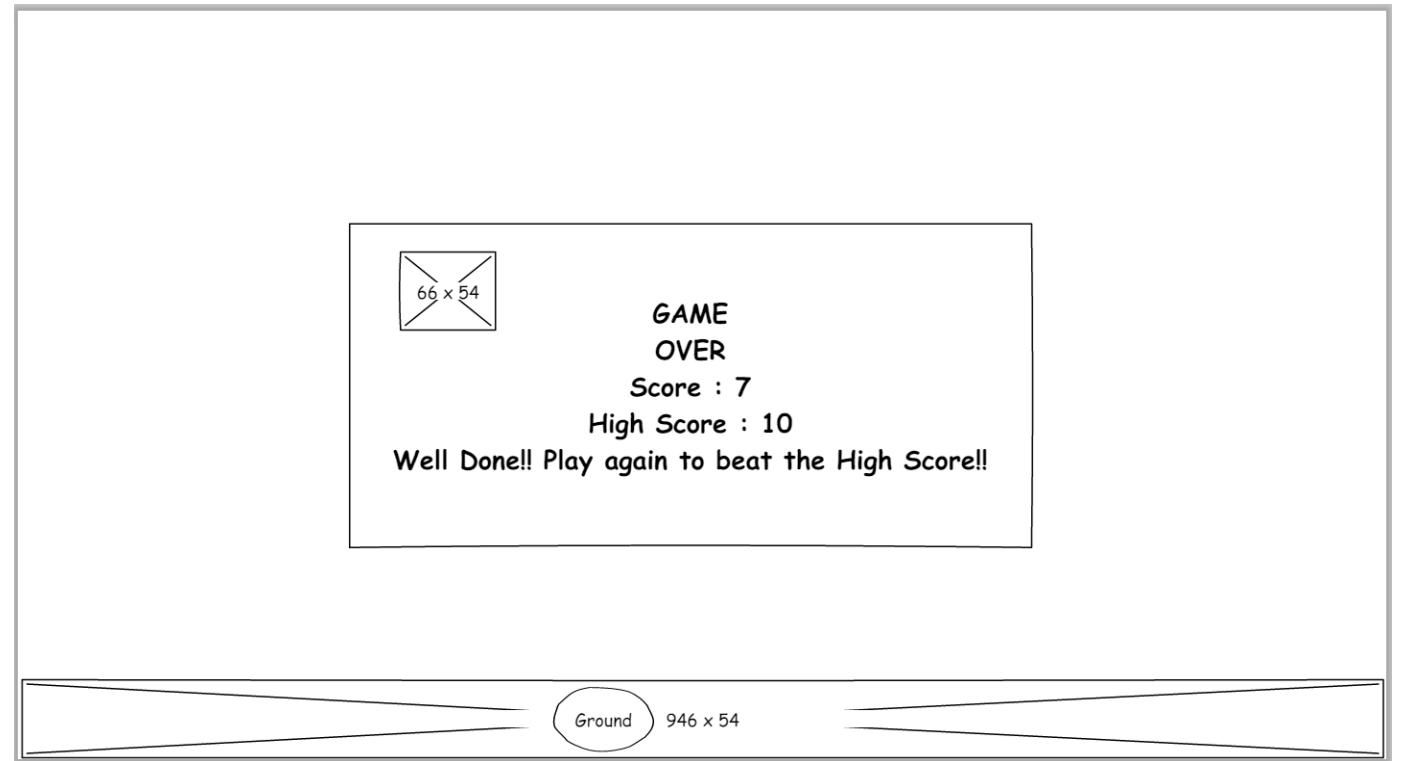 66 x 54
GAME
OVER
Score : 7
High Score : 10
Well Done!! Play again to beat the High Score!!
Ground 946 x 54